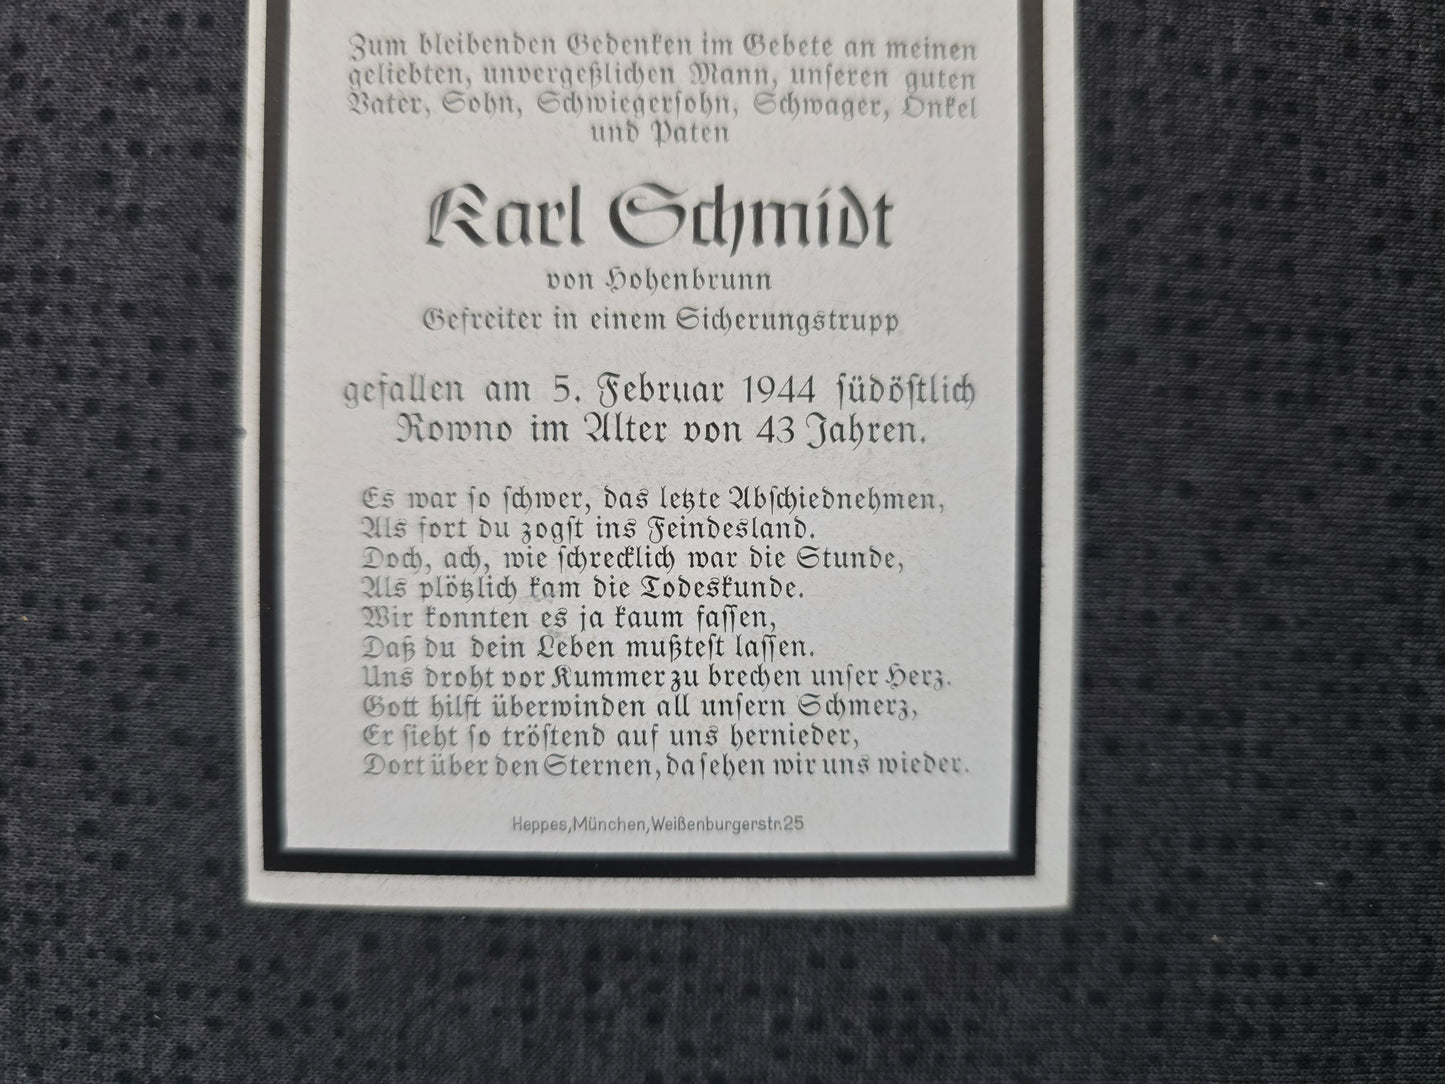 Zum bleibenden Gedenken im Gebete an meinen
geliebten, unvergeßlichen Mann, unseren guten
Vater, Sohn, Schwiegersohn, Schwager, Onkel
und Paten
Karl Schmidt
von Hohenbrunn
Gefreiter in einem Sicherungstrupp
gefallen am 5. Februar 1944 südöstlich
Rowno im Alter von 43 Jahren.
Es war so schwer, das letzte Abschiednehmen,
Als fort du zogst ins Feindesland.
Doch, ach, wie schrecklich war die Stunde,
Als plötzlich kam die Todeskunde.
Wir konnten es ja kaum fassen,
Daß du dein Leben mußtest lassen.
Uns droht vor Kummer zu brechen unser Herz.
Gott hilft überwinden all unsern Schmerz,
Er sieht so tröstend auf uns hernieder,
Dort über den Sternen, da sehen wir uns wieder.
Heppes, München, Weißenburgerstr. 25